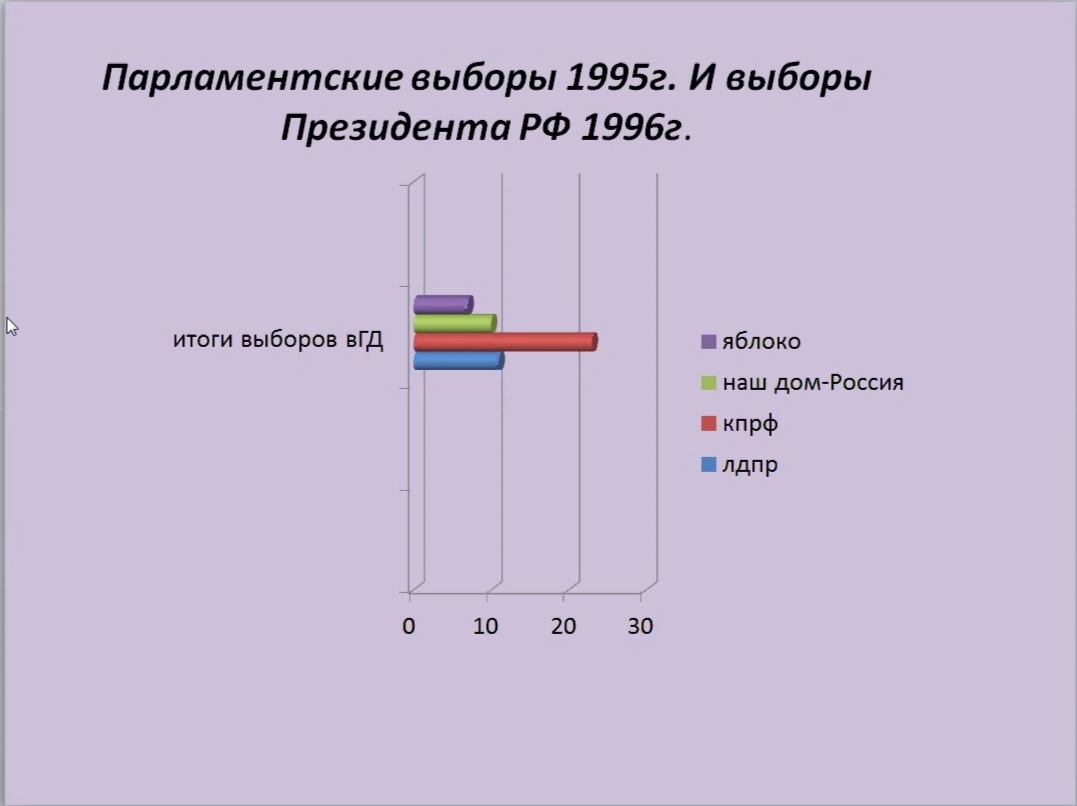 Парламентские выборы 1995г. И выборы
Президента РФ 1996г.
итоги выборов вГД
яблоко
наш дом-Россия
кпрф
лдпр
0 10 20 30